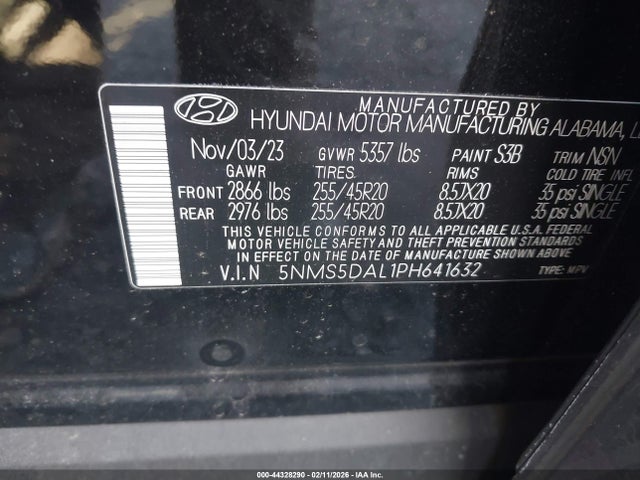 MANUFACTURED BY
HYUNDAI MOTOR MANUFACTURING ALABAMA,
Nov/03/23 GVWR 5357 lbs PAINT S3B TRIM NSN
GAWR TIRES RIMS COLD TIRE INFL
FRONT 2866 lbs 255/45R20 8.5JX20 35 psi SINGLE
REAR 2976 lbs 255/45R20 8.5JX20 35 psi SINGLE
THIS VEHICLE CONFORMS TO ALL APPLICABLE U.S.A. FEDERAL
MOTOR VEHICLE SAFETY AND THEFT PREVENTION STANDARDS
IN EFFECT ON THE DATE OF MANUFACTURE SHOWN ABOVE
V.I.N 5NMS5DAL1PH641632 TYPE: MPV
000-44328290 - 02/11/2026 - COPYRIGHT IAA, Inc.